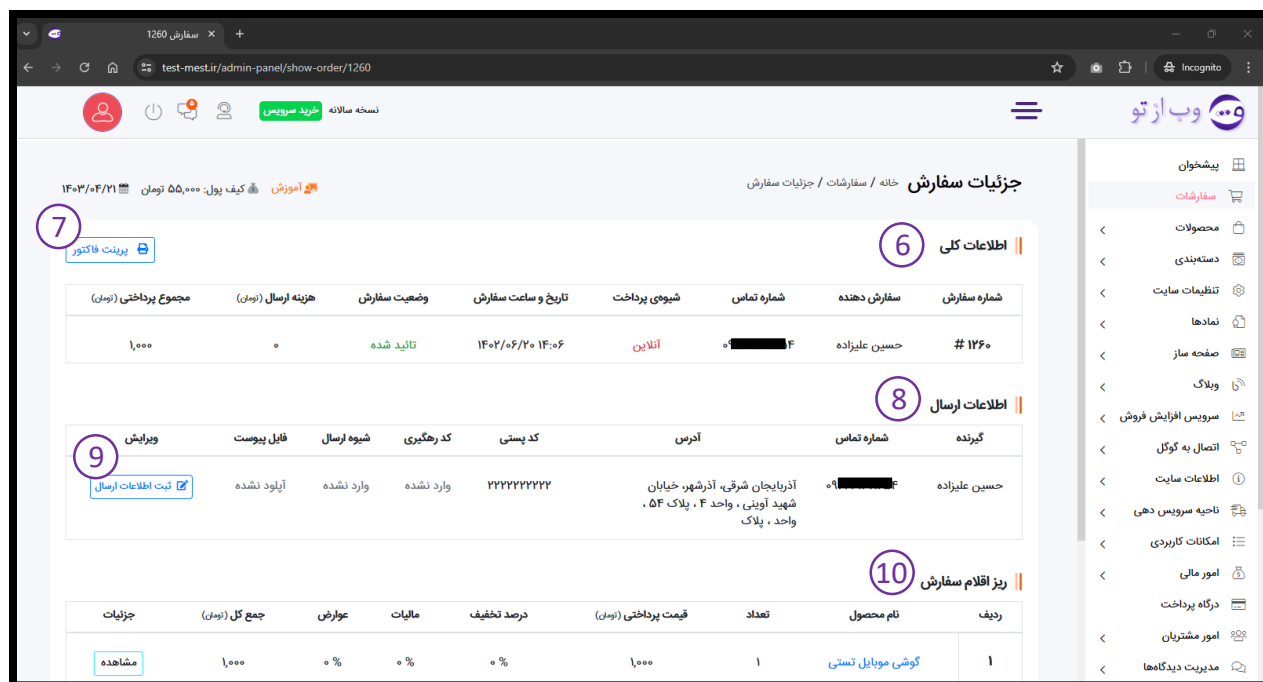 سفارش 1260
test-mest.ir/admin-panel/show-order/1260
Incognito
وب از تو
نسخه سالانه خرید سرویس
پیشخوان
سفارشات
محصولات
دسته‌بندی
تنظیمات سایت
نمادها
صفحه ساز
وبلاگ
سرویس افزایش فروش
اتصال به گوگل
اطلاعات سایت
ناحیه سرویس دهی
امکانات کاربردی
امور مالی
درگاه پرداخت
امور مشتریان
مدیریت دیدگاه‌ها
جزئیات سفارش خانه / سفارشات / جزئیات سفارش
آموزش کیف پول: ۵۵,۰۰۰ تومان ۱۴۰۳/۰۴/۲۱
7
اطلاعات کلی 6
پرینت فاکتور
شماره سفارش سفارش دهنده شماره تماس شیوه‌ی پرداخت تاریخ و ساعت سفارش وضعیت سفارش هزینه ارسال (تومان) مجموع پرداختی (تومان)
# ۱۲۶۰ حسین علیزاده آنلاین ۱۴۰۲/۰۶/۲۰ ۱۴:۰۶ تائید شده ۰ ۱,۰۰۰
اطلاعات ارسال 8
گیرنده شماره تماس آدرس کد پستی کد رهگیری شیوه ارسال فایل پیوست ویرایش
9
حسین علیزاده آذربایجان شرقی، آذرشهر، خیابان ۲۲۲۲۲۲۲۲۲۲ وارد نشده وارد نشده آپلود نشده ثبت اطلاعات ارسال
شهید آوینی ، واحد ۴ ، پلاک ۵۴ ،
واحد ، پلاک
ریز اقلام سفارش 10
ردیف نام محصول تعداد قیمت پرداختی (تومان) درصد تخفیف مالیات عوارض جمع کل (تومان) جزئیات
۱ گوشی موبایل تستی ۱ ۱,۰۰۰ ۰ % ۰ % ۰ % ۱,۰۰۰ مشاهده